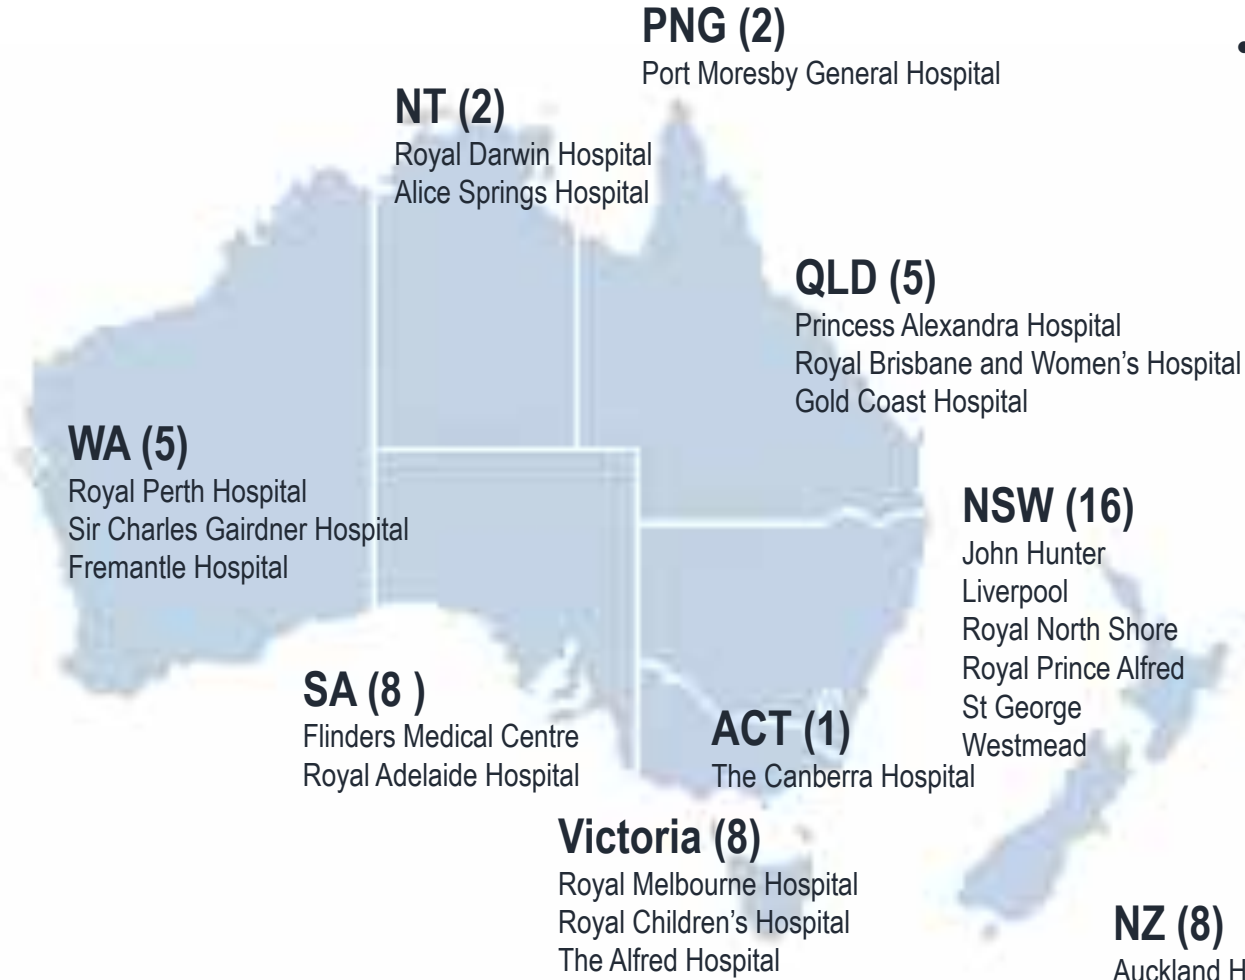 PNG (2)
Port Moresby General Hospital
NT (2)
Royal Darwin Hospital
Alice Springs Hospital
QLD (5)
Princess Alexandra Hospital
Royal Brisbane and Women's Hospital
Gold Coast Hospital
WA (5)
Royal Perth Hospital
Sir Charles Gairdner Hospital
Fremantle Hospital
NSW (16)
John Hunter
Liverpool
Royal North Shore
Royal Prince Alfred
St George
Westmead
SA (8 )
Flinders Medical Centre
Royal Adelaide Hospital
ACT (1)
The Canberra Hospital
Victoria (8)
Royal Melbourne Hospital
Royal Children's Hospital
The Alfred Hospital
NZ (8)
Auckland